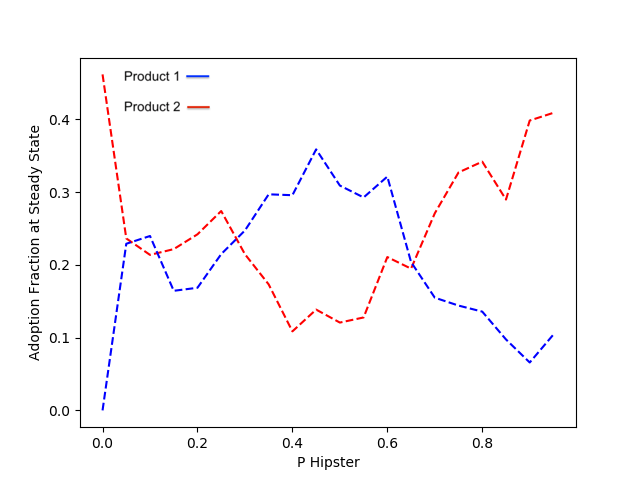 Product 1
Product 2
Adoption Fraction at Steady State
0.4
0.3
0.2
0.1
0.0
0.0 0.2 0.4 0.6 0.8
P Hipster